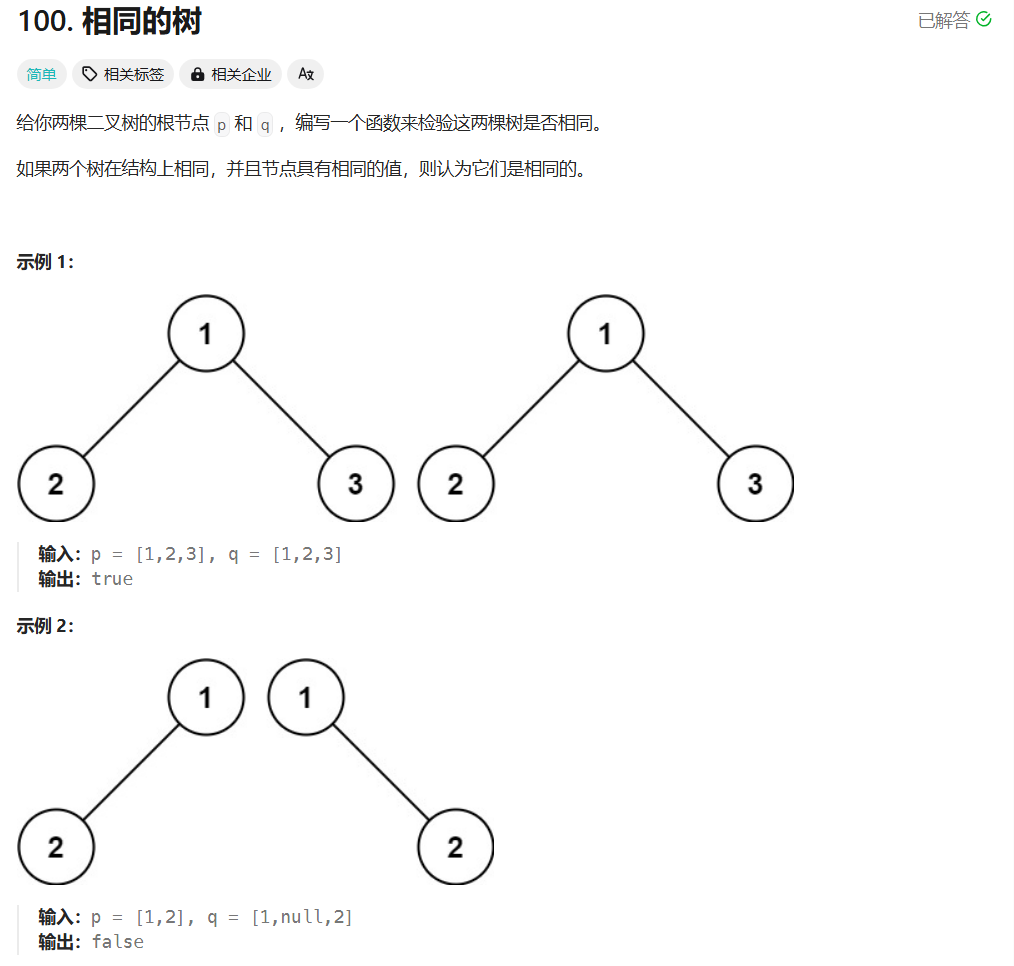 100. 相同的树
已解答
简单 相关标签 相关企业 Aɀ
给你两棵二叉树的根节点 p 和 q ，编写一个函数来检验这两棵树是否相同。
如果两个树在结构上相同，并且节点具有相同的值，则认为它们是相同的。
示例 1：
1 1
2 3 2 3
输入：p = [1,2,3], q = [1,2,3]
输出：true
示例 2：
1 1
2 2
输入：p = [1,2], q = [1,null,2]
输出：false